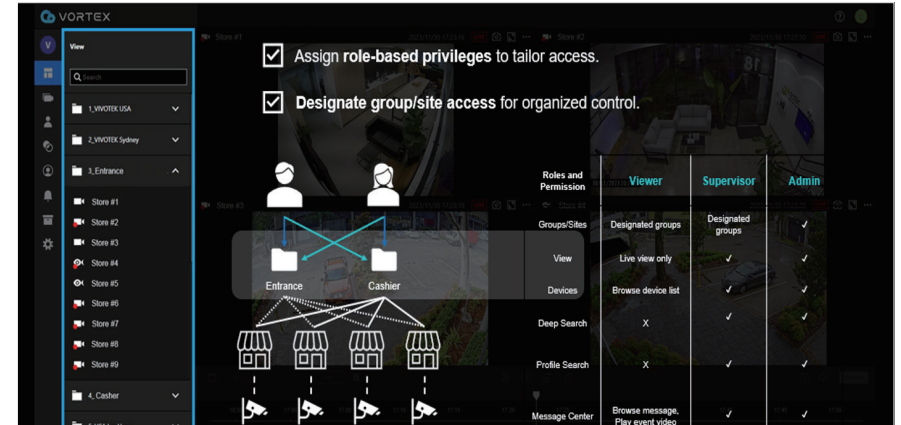 VORTEX
V
View
Search
1_VIVOTEK USA
2_VIVOTEK Sydney
3_Entrance
Store #1
Store #2
Store #3
Store #4
Store #5
Store #6
Store #7
Store #8
Store #9
4_ Casher
Store #1
Store #2
Store #3
Assign role-based privileges to tailor access.
Designate group/site access for organized control.
18
Entrance
Cashier
Roles and
Permission
Viewer
Supervisor
Admin
Groups/Sites
Designated groups
Designated
groups
✓
View
Live view only
✓
✓
Devices
Browse device list
✓
✓
Deep Search
X
✓
✓
Profile Search
X
✓
✓
Message Center
Browse message,
Play event video
✓
✓